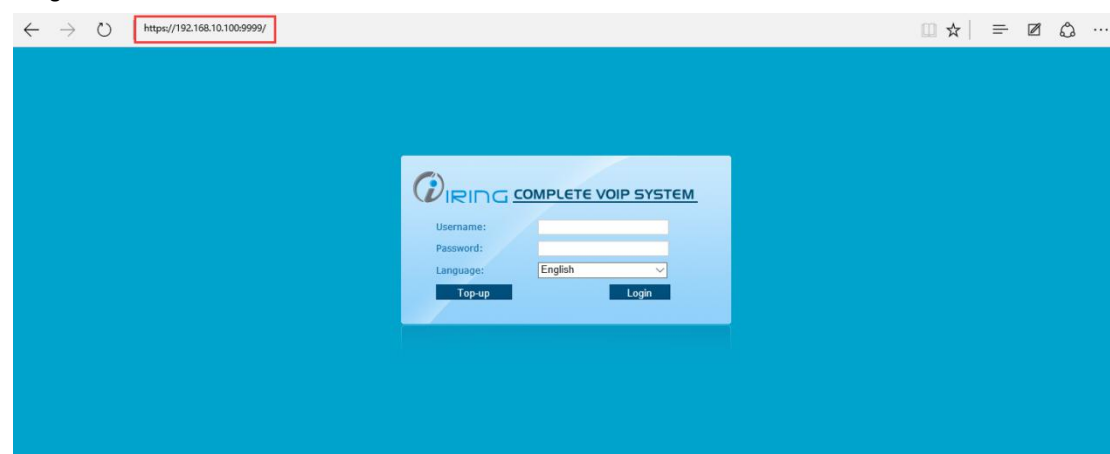 https://192.168.10.100:9999/
iRING COMPLETE VOIP SYSTEM
Username:
Password:
Language: English
Top-up Login